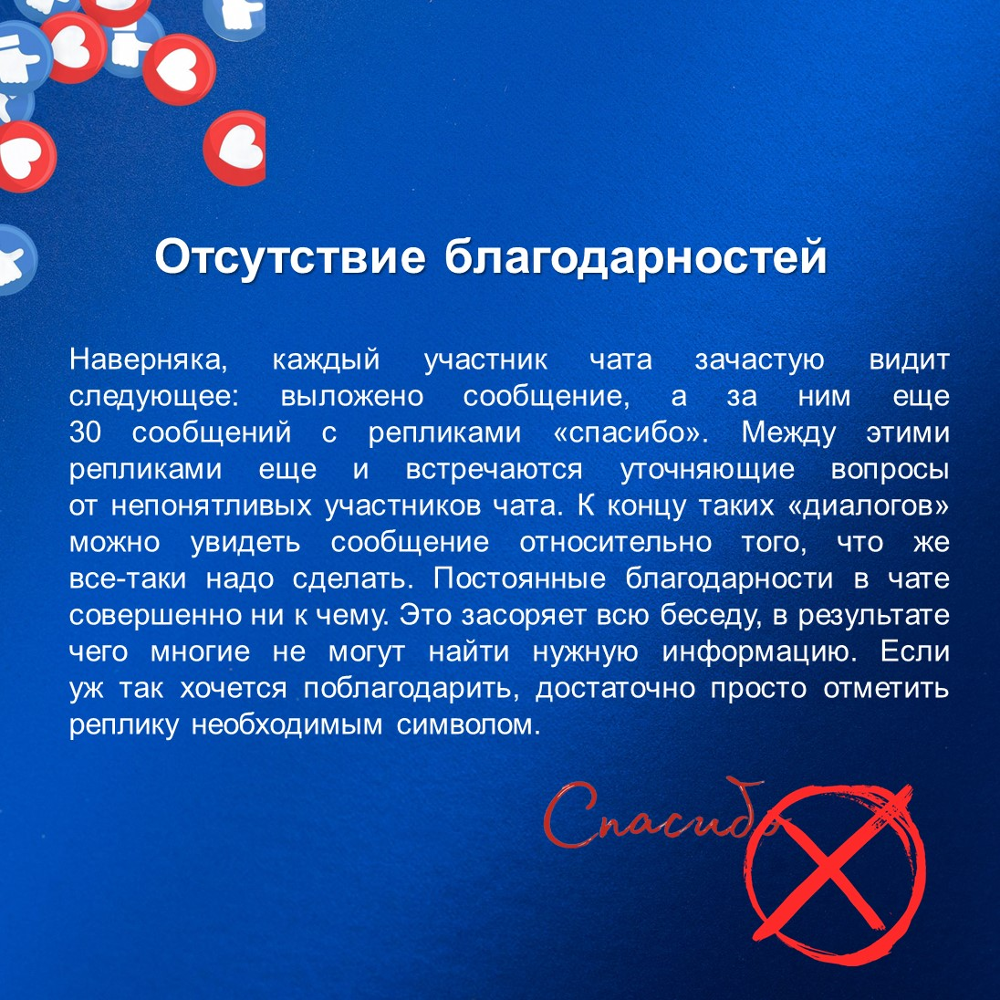 Отсутствие благодарностей
Наверняка, каждый участник чата зачастую видит
следующее: выложено сообщение, а за ним еще
30 сообщений с репликами «спасибо». Между этими
репликами еще и встречаются уточняющие вопросы
от непонятливых участников чата. К концу таких «диалогов»
можно увидеть сообщение относительно того, что же
все-таки надо сделать. Постоянные благодарности в чате
совершенно ни к чему. Это засоряет всю беседу, в результате
чего многие не могут найти нужную информацию. Если
уж так хочется поблагодарить, достаточно просто отметить
реплику необходимым символом.
Спасибо